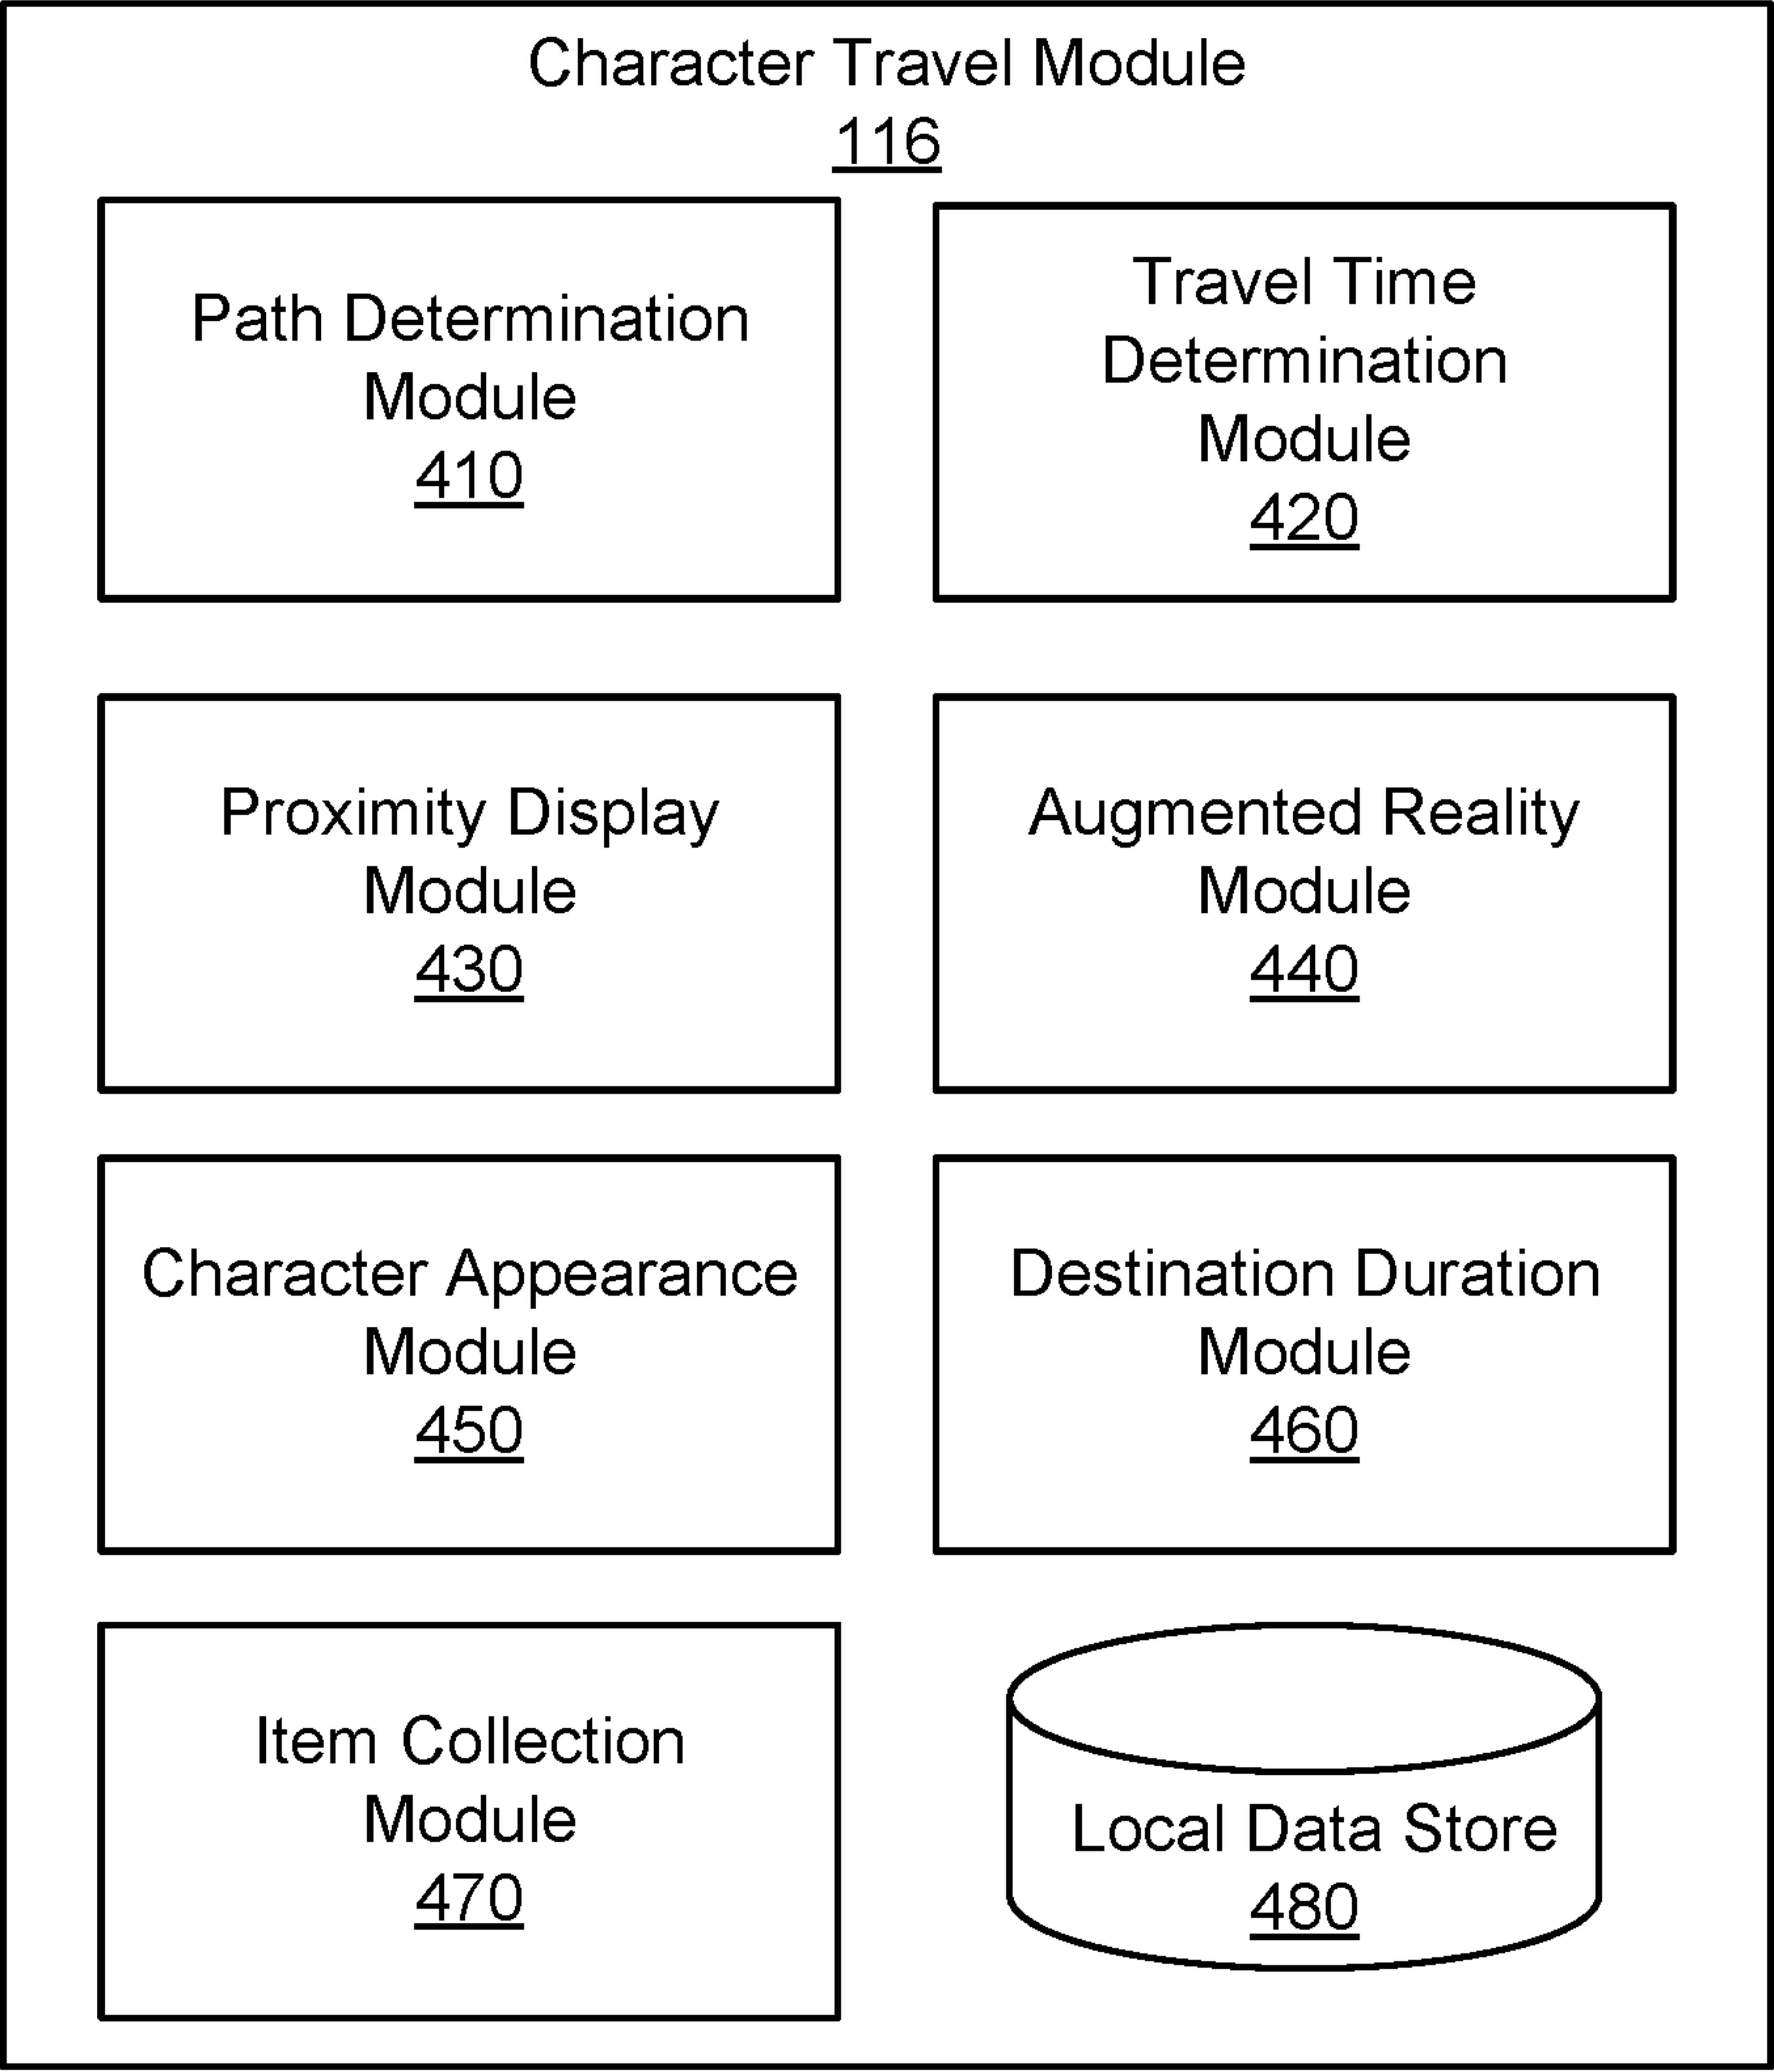 Character Travel Module
116
Path Determination
Module
410
Travel Time
Determination
Module
420
Proximity Display
Module
430
Augmented Reality
Module
440
Character Appearance
Module
450
Destination Duration
Module
460
Item Collection
Module
470
Local Data Store
480